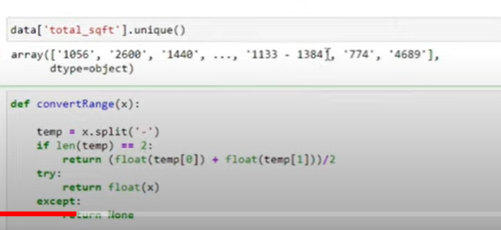 data['total_sqft'].unique()
array(['1056', '2600', '1440', ..., '1133 - 1384', '774', '4689'],
dtype=object)
def convertRange(x):
temp = x.split('-')
if len(temp) == 2:
return (float(temp[0]) + float(temp[1]))/2
try:
return float(x)
except:
return None